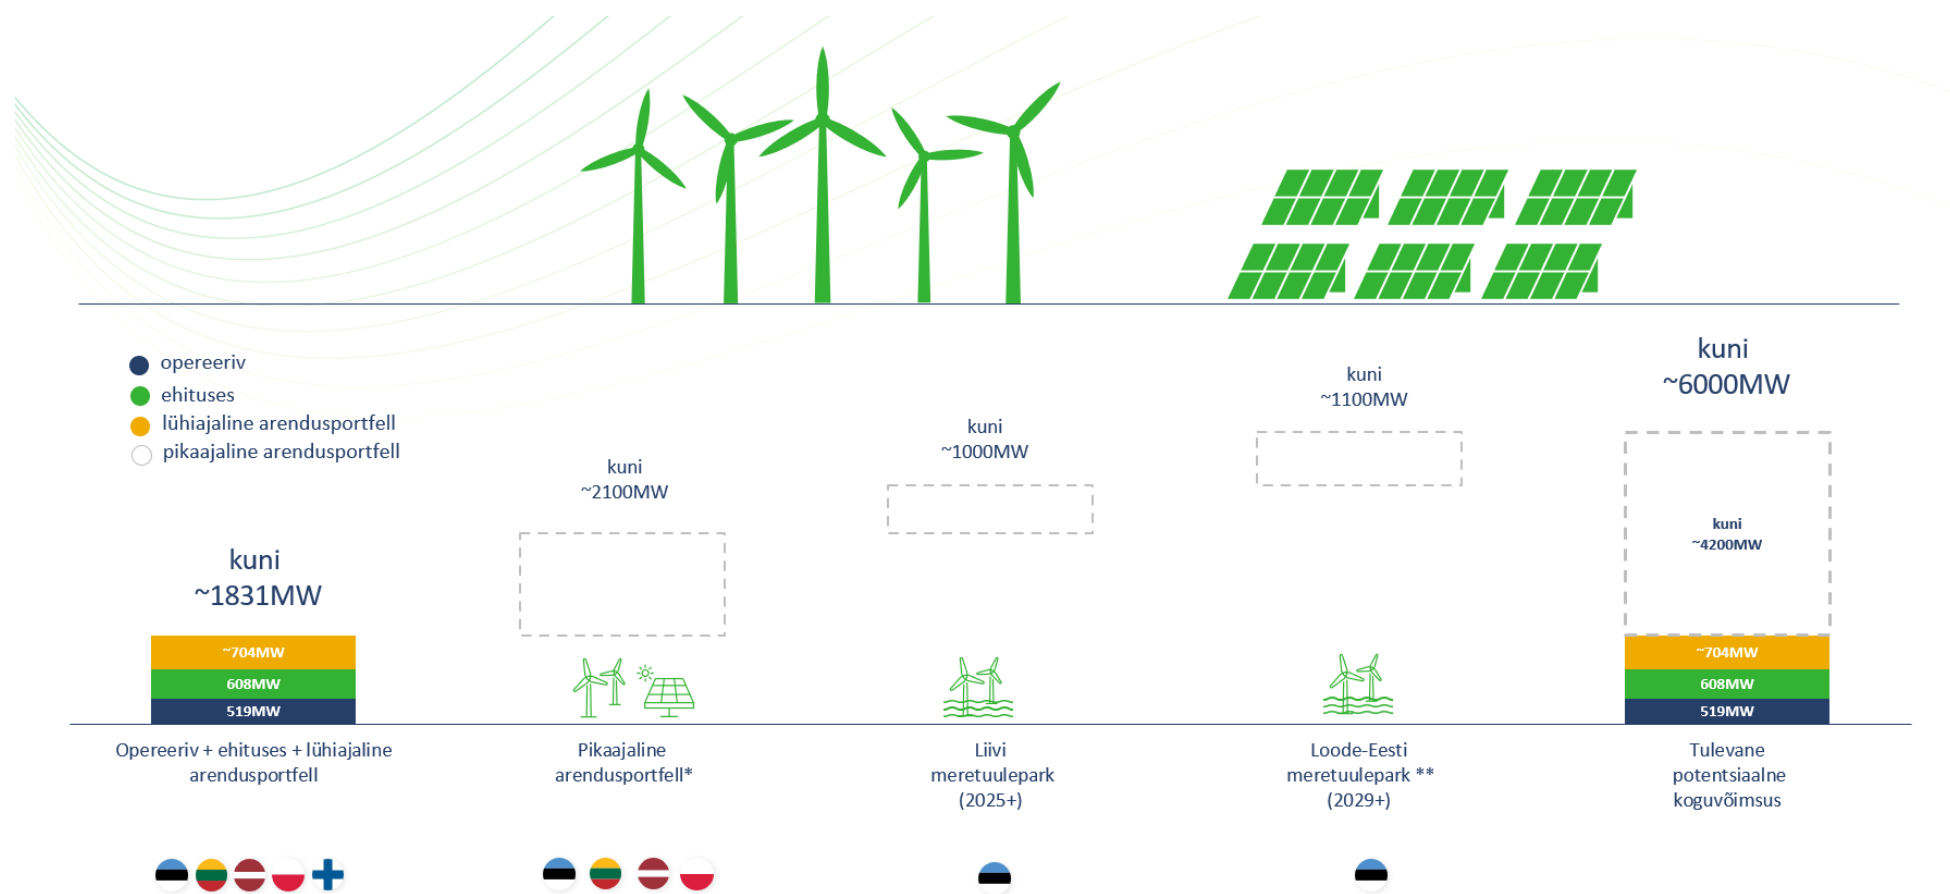 opereeriv
ehituses
lühiajaline arendusportfell
pikaajaline arendusportfell
kuni
~1831MW
~704MW
608MW
519MW
Opereeriv + ehituses + lühiajaline
arendusportfell
kuni
~2100MW
Pikaajaline
arendusportfell*
kuni
~1000MW
Liivi
meretuulepark
(2025+)
kuni
~1100MW
Loode-Eesti
meretuulepark **
(2029+)
kuni
~6000MW
kuni
~4200MW
~704MW
608MW
519MW
Tulevane
potentsiaalne
koguvõimsus